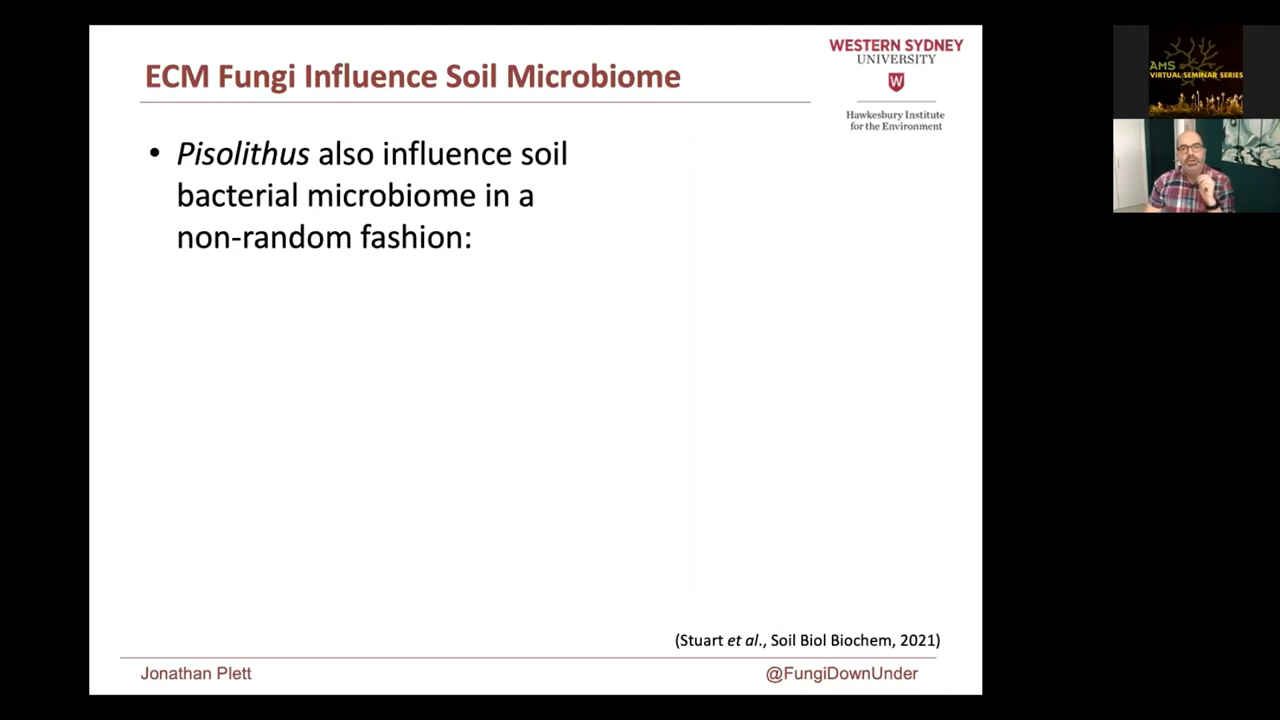 ECM Fungi Influence Soil Microbiome
WESTERN SYDNEY
UNIVERSITY
W
Hawkesbury Institute
for the Environment
• Pisolithus also influence soil
bacterial microbiome in a
non-random fashion:
(Stuart et al., Soil Biol Biochem, 2021)
Jonathan Plett
@FungiDownUnder
AMS
VIRTUAL SEMINAR SERIES